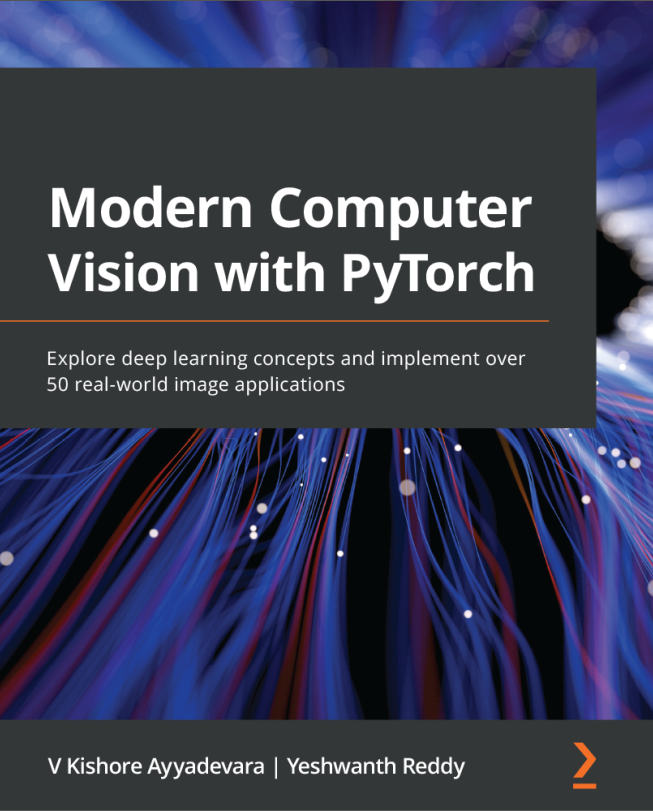 Modern Computer
Vision with PyTorch
Explore deep learning concepts and implement over
50 real-world image applications
V Kishore Ayyadevara | Yeshwanth Reddy